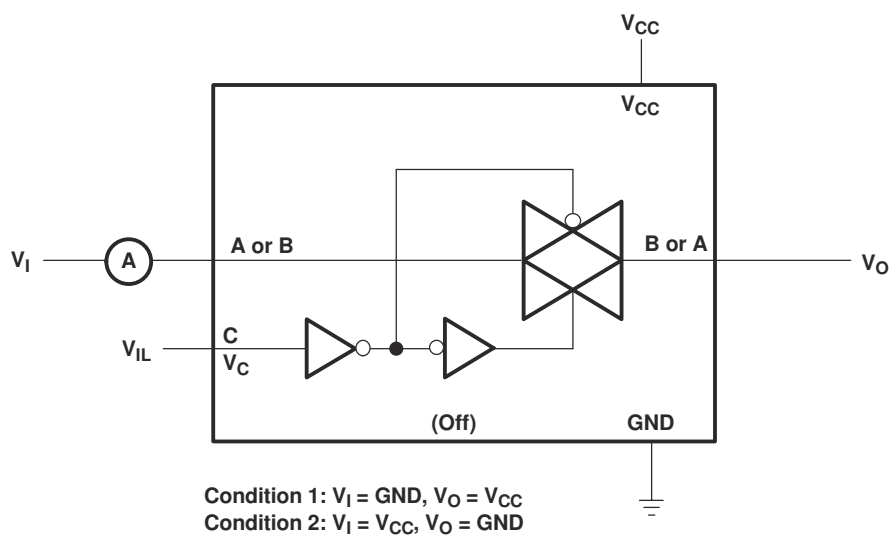 VCC
VCC
VI
A
A or B
B or A
VO
VIL
C
VC
(Off)
GND
Condition 1: VI = GND, VO = VCC
Condition 2: VI = VCC, VO = GND